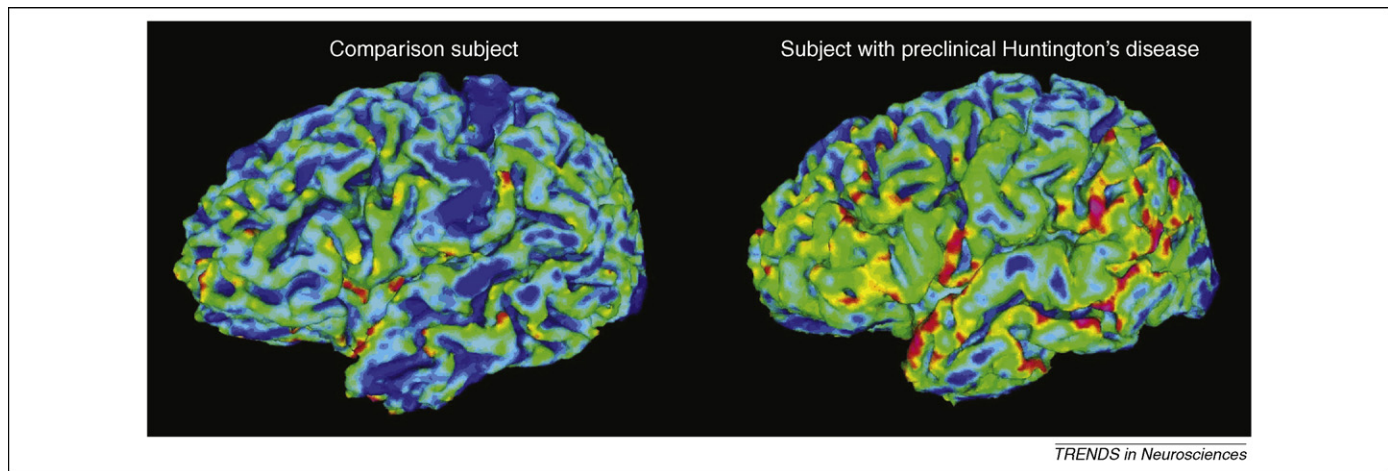 Comparison subject
Subject with preclinical Huntington's disease
TRENDS in Neurosciences